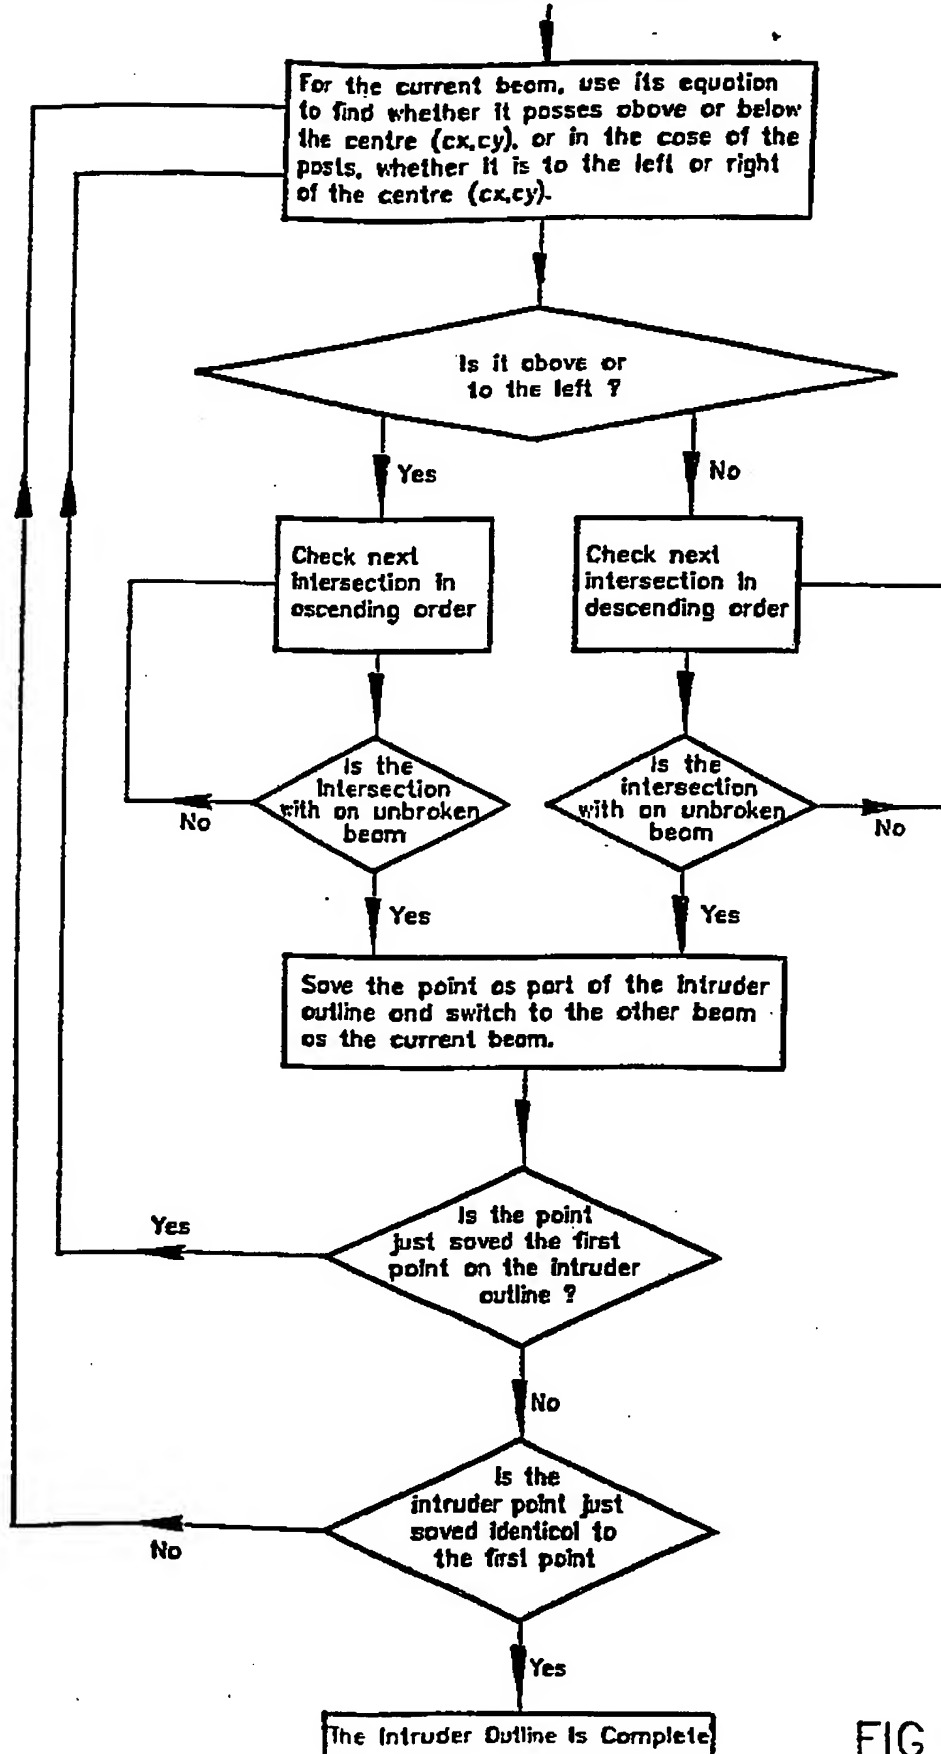 For the current beam, use its equation
to find whether it passes above or below
the centre (cx,cy), or in the case of the
posts, whether it is to the left or right
of the centre (cx,cy).
Is it above or
to the left ?
Yes
No
Check next
intersection in
ascending order
Check next
intersection in
descending order
Is the
intersection
with an unbroken
beam
No
Is the
intersection
with an unbroken
beam
No
Yes
Yes
Save the point as part of the intruder
outline and switch to the other beam
as the current beam.
Is the point
just saved the first
point on the intruder
outline ?
Yes
No
Is the
intruder point just
saved identical to
the first point
No
Yes
The Intruder Outline Is Complete
FIG